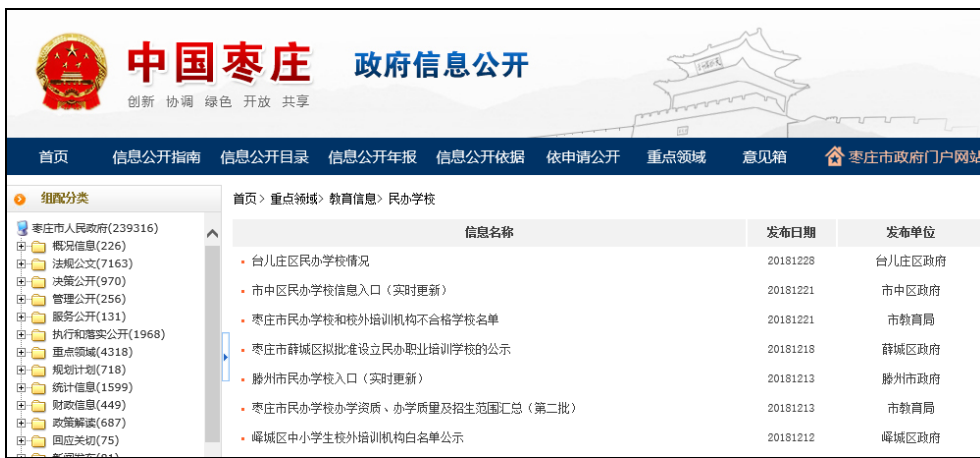 中国枣庄 政府信息公开
创新 协调 绿色 开放 共享
首页 信息公开指南 信息公开目录 信息公开年报 信息公开依据 依申请公开 重点领域 意见箱 枣庄市政府门户网站
组配分类
枣庄市人民政府(239316)
概况信息(226)
法规公文(7163)
决策公开(970)
管理公开(256)
服务公开(131)
执行和落实公开(1968)
重点领域(4318)
规划计划(718)
统计信息(1599)
财政信息(449)
政策解读(687)
回应关切(75)
首页> 重点领域> 教育信息> 民办学校
信息名称 发布日期 发布单位
台儿庄区民办学校情况 20181228 台儿庄区政府
市中区民办学校信息入口（实时更新） 20181221 市中区政府
枣庄市民办学校和校外培训机构不合格学校名单 20181221 市教育局
枣庄市薛城区拟批准设立民办职业培训学校的公示 20181218 薛城区政府
滕州市民办学校入口（实时更新） 20181213 滕州市政府
枣庄市民办学校办学资质、办学质量及招生范围汇总（第二批） 20181213 市教育局
峄城区中小学生校外培训机构白名单公示 20181212 峄城区政府